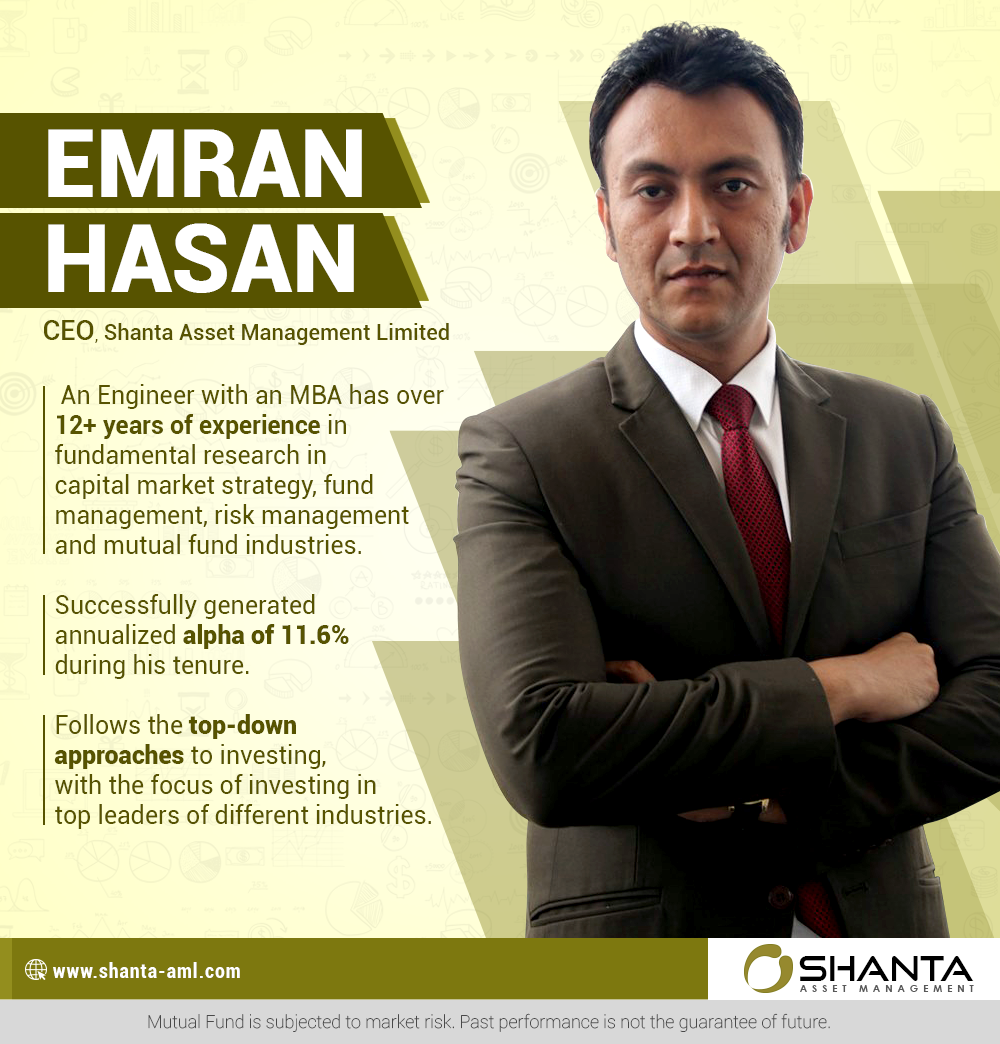 EMRAN
HASAN
CEO, Shanta Asset Management Limited
An Engineer with an MBA has over
12+ years of experience in
fundamental research in
capital market strategy, fund
management, risk management
and mutual fund industries.
Successfully generated
annualized alpha of 11.6%
during his tenure.
Follows the top-down
approaches to investing,
with the focus of investing in
top leaders of different industries.
www.shanta-aml.com
SHANTA
ASSET MANAGEMENT
Mutual Fund is subjected to market risk. Past performance is not the guarantee of future.